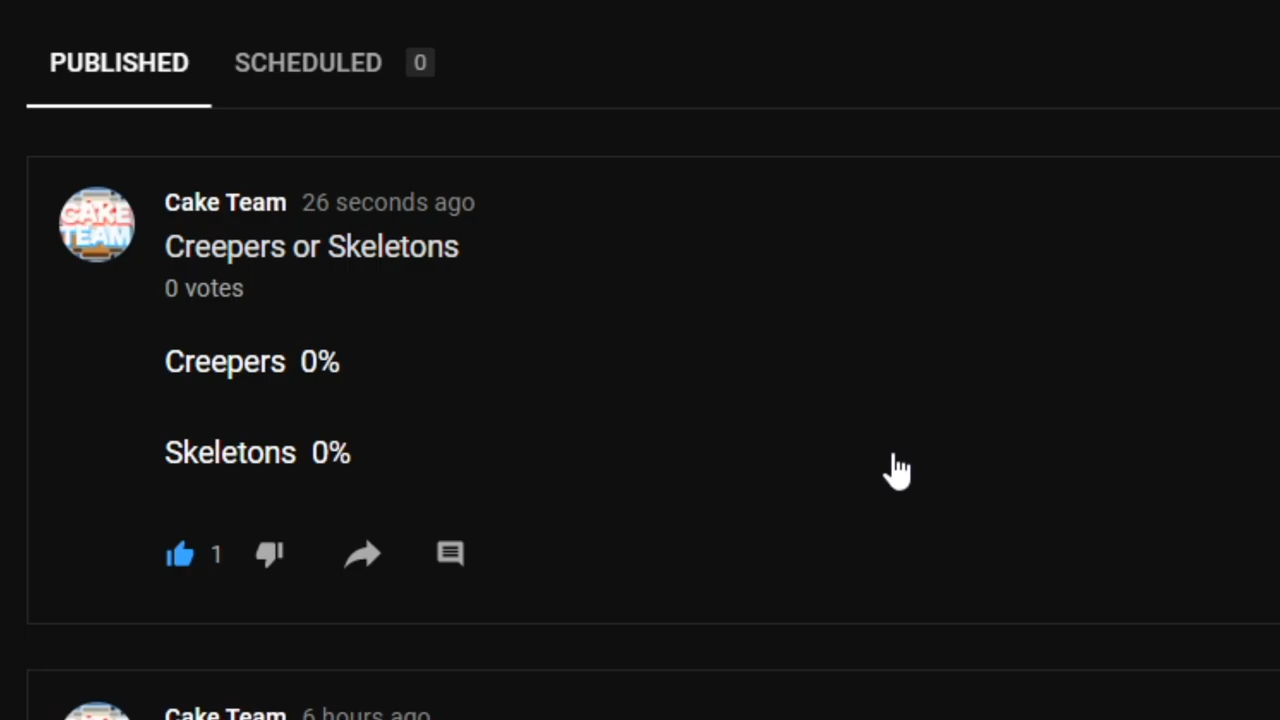 PUBLISHED SCHEDULED 0
CAKE TEAM
Cake Team 26 seconds ago
Creepers or Skeletons
0 votes
Creepers 0%
Skeletons 0%
1
Cake Team 6 hours ago